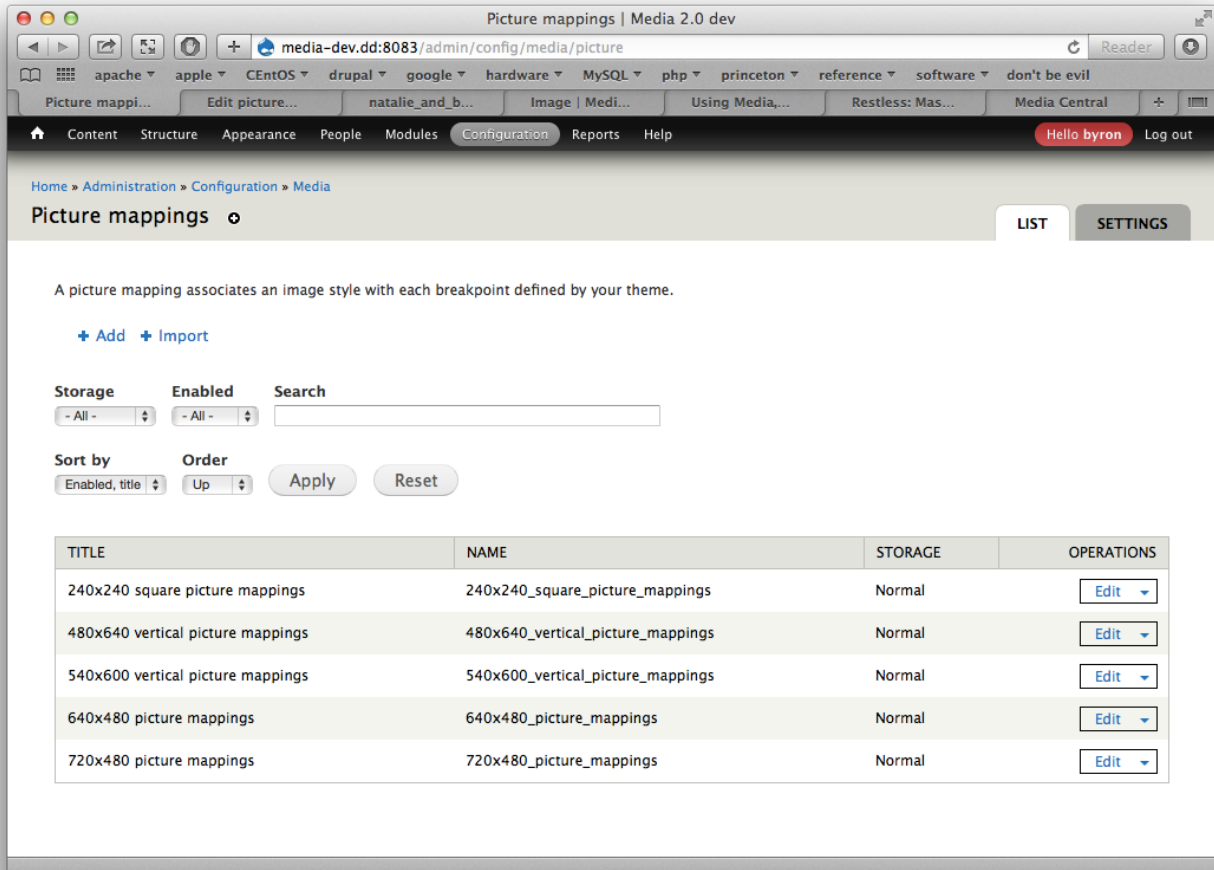 Picture mappings | Media 2.0 dev
media-dev.dd:8083/admin/config/media/picture
Reader
apache apple CEntOS drupal google hardware MySQL php princeton reference software don't be evil
Picture mappi... Edit picture... natalie_and_b... Image | Medi... Using Media,... Restless: Mas... Media Central
Content Structure Appearance People Modules Configuration Reports Help Hello byron Log out
Home » Administration » Configuration » Media
Picture mappings
LIST SETTINGS
A picture mapping associates an image style with each breakpoint defined by your theme.
+ Add + Import
Storage Enabled Search
- All - - All -
Sort by Order
Enabled, title Up Apply Reset
TITLE NAME STORAGE OPERATIONS
240x240 square picture mappings 240x240_square_picture_mappings Normal Edit
480x640 vertical picture mappings 480x640_vertical_picture_mappings Normal Edit
540x600 vertical picture mappings 540x600_vertical_picture_mappings Normal Edit
640x480 picture mappings 640x480_picture_mappings Normal Edit
720x480 picture mappings 720x480_picture_mappings Normal Edit